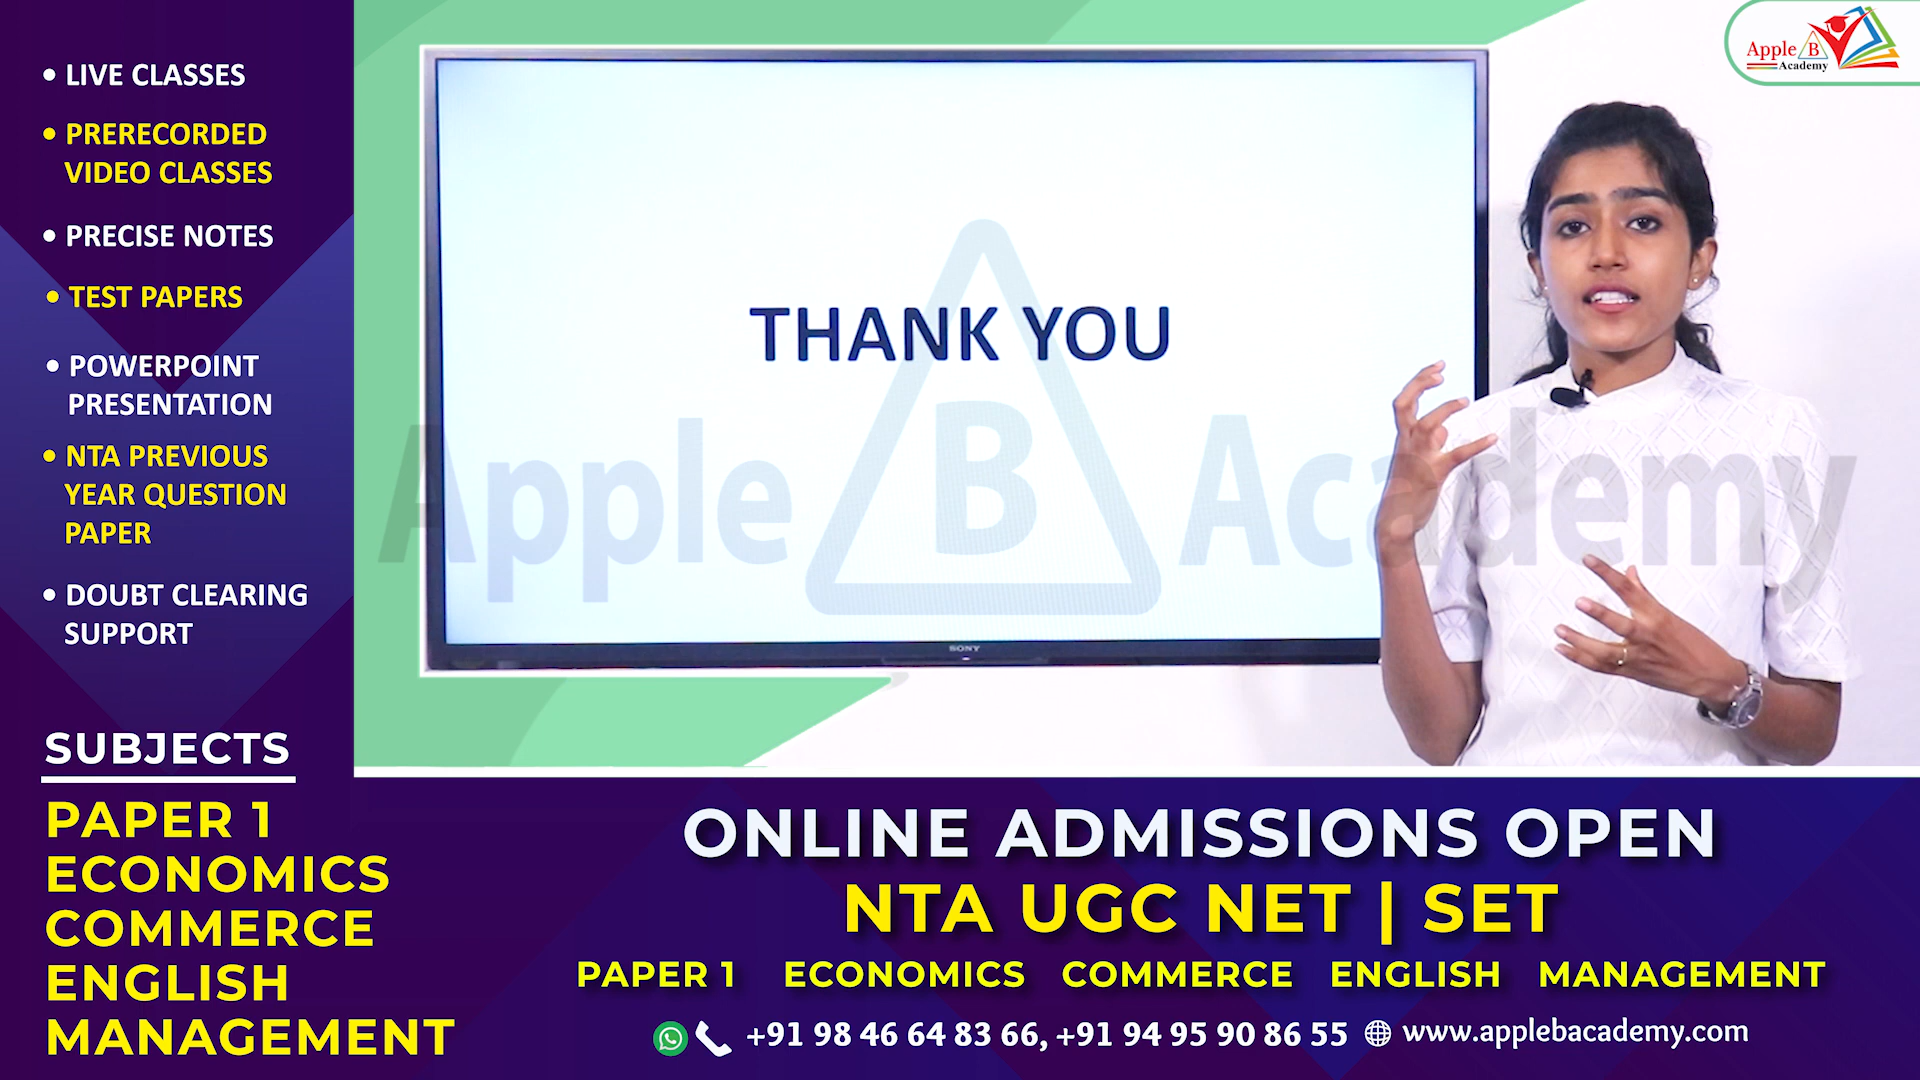 • LIVE CLASSES
• PRERECORDED
VIDEO CLASSES
• PRECISE NOTES
• TEST PAPERS
• POWERPOINT
PRESENTATION
• NTA PREVIOUS
YEAR QUESTION
PAPER
• DOUBT CLEARING
SUPPORT
SUBJECTS
PAPER 1
ECONOMICS
COMMERCE
ENGLISH
MANAGEMENT
Apple B
Academy
THANK YOU
Apple B Academy
SONY
ONLINE ADMISSIONS OPEN
NTA UGC NET | SET
PAPER 1 ECONOMICS COMMERCE ENGLISH MANAGEMENT
+91 98 46 64 83 66, +91 94 95 90 86 55 www.applebacademy.com